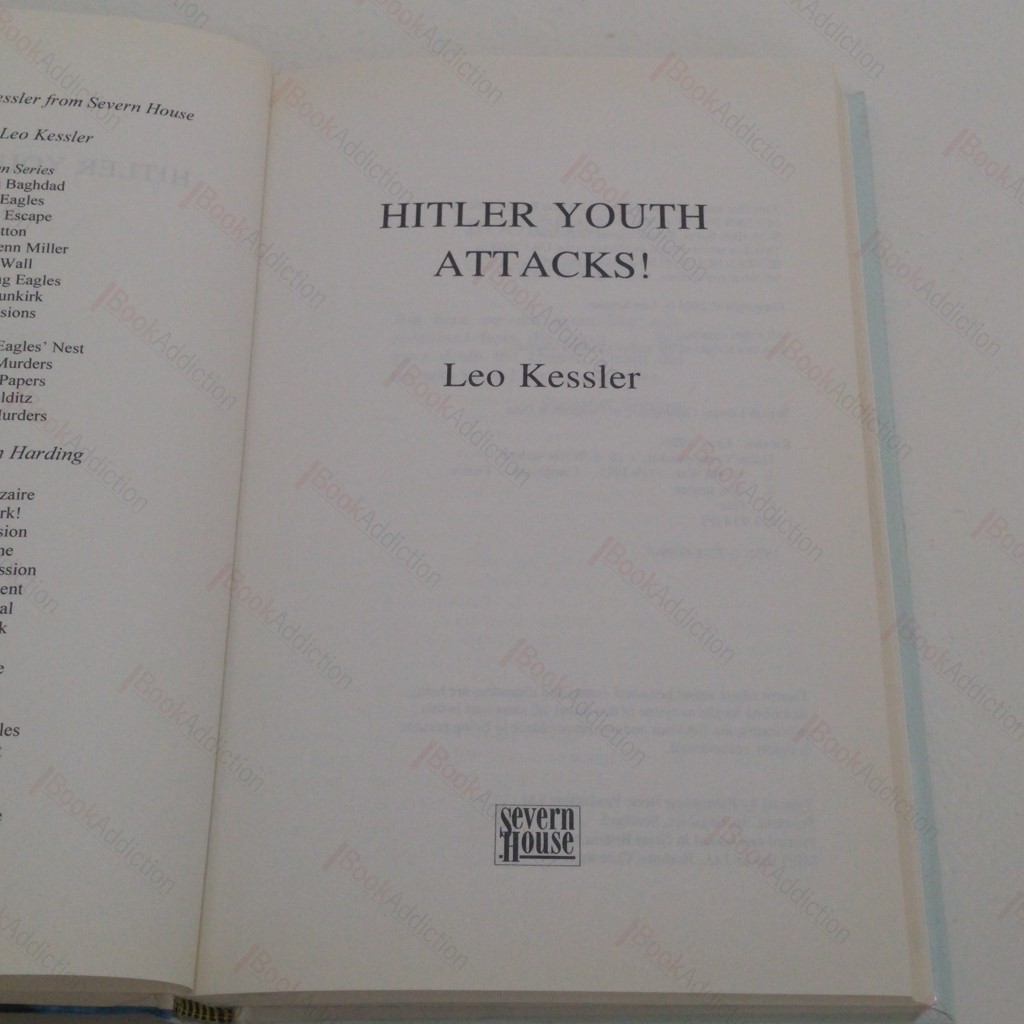 essler from Severn House
Leo Kessler
n Series
Baghdad
Eagles
Escape
tton
enn Miller
Wall
g Eagles
unkirk
sions
Eagles' Nest
Murders
Papers
lditz
Murders
n Harding
zaire
rk!
sion
ne
ssion
ent
al
k
e
les
HITLER YOUTH
ATTACKS!
Leo Kessler
Severn
House
BookAddiction